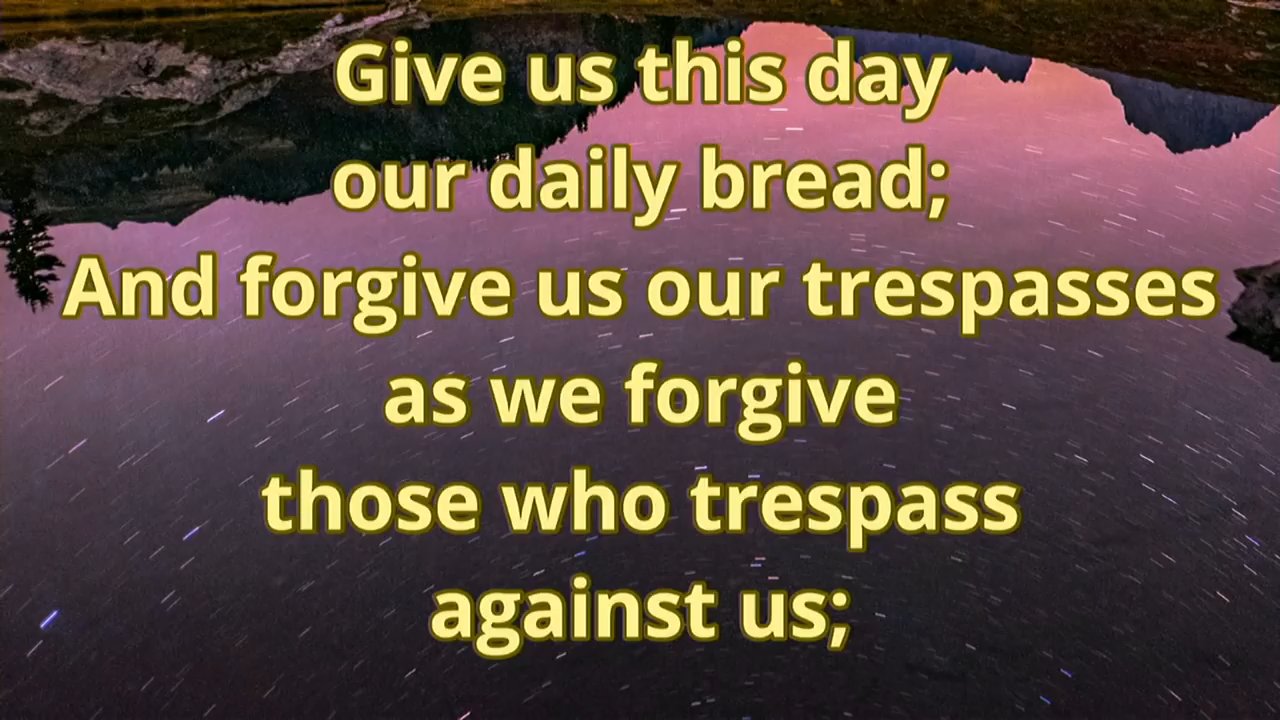 Give us this day
our daily bread;
And forgive us our trespasses
as we forgive
those who trespass
against us;